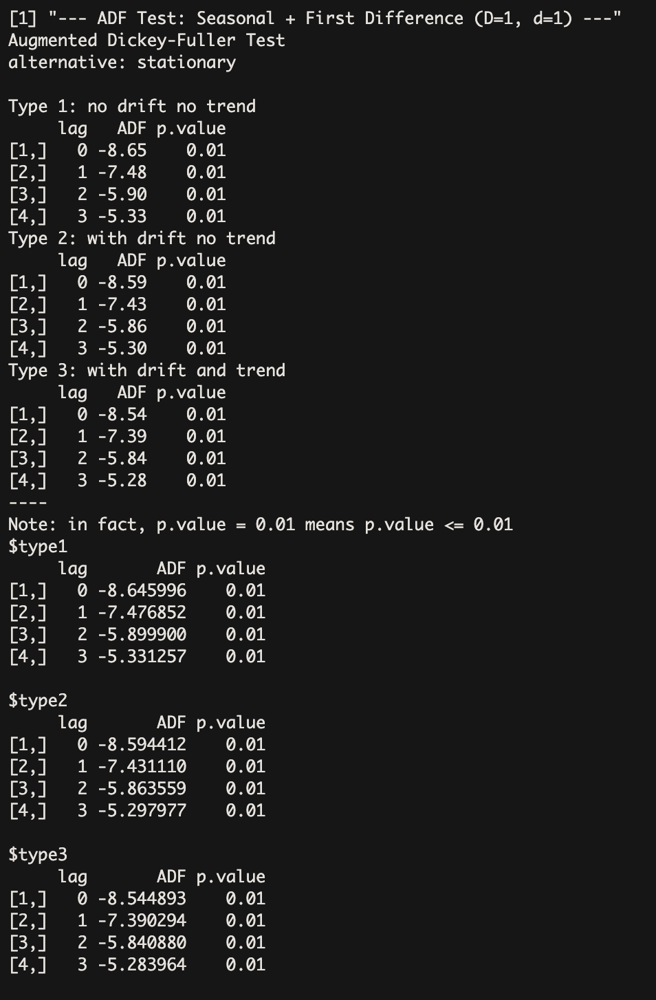 [1] "--- ADF Test: Seasonal + First Difference (D=1, d=1) ---"
Augmented Dickey-Fuller Test
alternative: stationary

Type 1: no drift no trend
     lag   ADF p.value
[1,]   0 -8.65    0.01
[2,]   1 -7.48    0.01
[3,]   2 -5.90    0.01
[4,]   3 -5.33    0.01
Type 2: with drift no trend
     lag   ADF p.value
[1,]   0 -8.59    0.01
[2,]   1 -7.43    0.01
[3,]   2 -5.86    0.01
[4,]   3 -5.30    0.01
Type 3: with drift and trend
     lag   ADF p.value
[1,]   0 -8.54    0.01
[2,]   1 -7.39    0.01
[3,]   2 -5.84    0.01
[4,]   3 -5.28    0.01
----
Note: in fact, p.value = 0.01 means p.value <= 0.01
$type1
     lag       ADF p.value
[1,]   0 -8.645996    0.01
[2,]   1 -7.476852    0.01
[3,]   2 -5.899900    0.01
[4,]   3 -5.331257    0.01

$type2
     lag       ADF p.value
[1,]   0 -8.594412    0.01
[2,]   1 -7.431110    0.01
[3,]   2 -5.863559    0.01
[4,]   3 -5.297977    0.01

$type3
     lag       ADF p.value
[1,]   0 -8.544893    0.01
[2,]   1 -7.390294    0.01
[3,]   2 -5.840880    0.01
[4,]   3 -5.283964    0.01